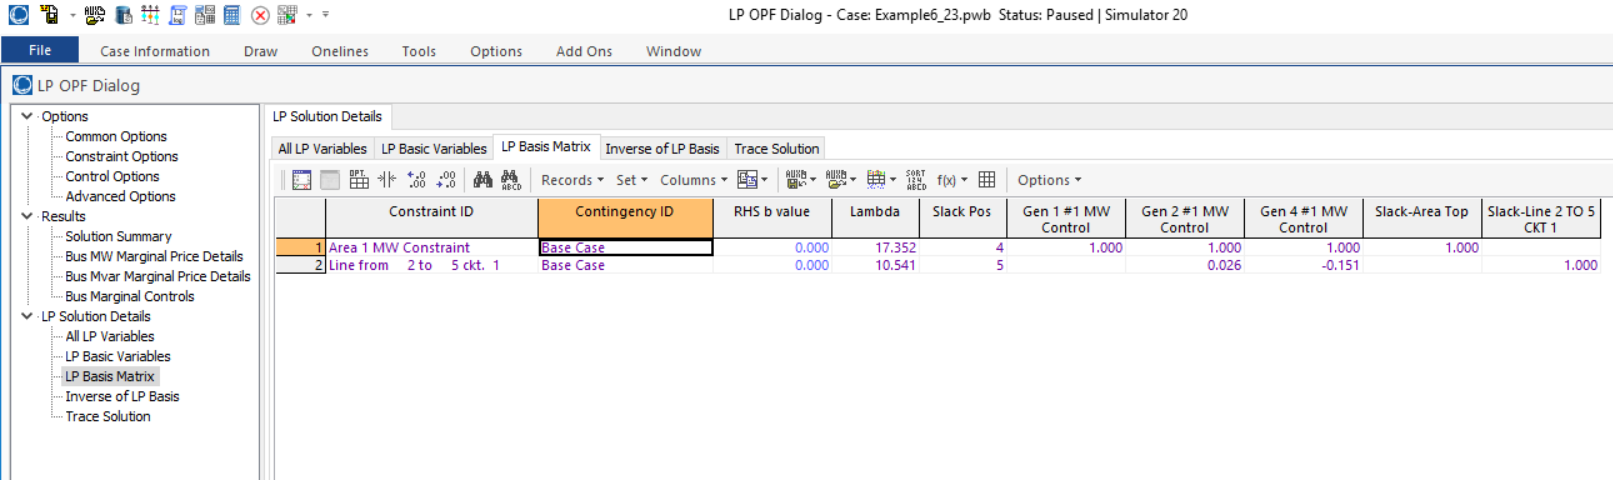 LP OPF Dialog - Case: Example6_23.pwb Status: Paused | Simulator 20
File Case Information Draw Onelines Tools Options Add Ons Window
LP OPF Dialog
Options
Common Options
Constraint Options
Control Options
Advanced Options
Results
Solution Summary
Bus MW Marginal Price Details
Bus Mvar Marginal Price Details
Bus Marginal Controls
LP Solution Details
All LP Variables
LP Basic Variables
LP Basis Matrix
Inverse of LP Basis
Trace Solution
LP Solution Details
All LP Variables LP Basic Variables LP Basis Matrix Inverse of LP Basis Trace Solution
Records Set Columns f(x) Options
Constraint ID Contingency ID RHS b value Lambda Slack Pos Gen 1 #1 MW Control Gen 2 #1 MW Control Gen 4 #1 MW Control Slack-Area Top Slack-Line 2 TO 5 CKT 1
1 Area 1 MW Constraint Base Case 0.000 17.352 4 1.000 1.000 1.000 1.000
2 Line from 2 to 5 ckt. 1 Base Case 0.000 10.541 5 0.026 -0.151 1.000